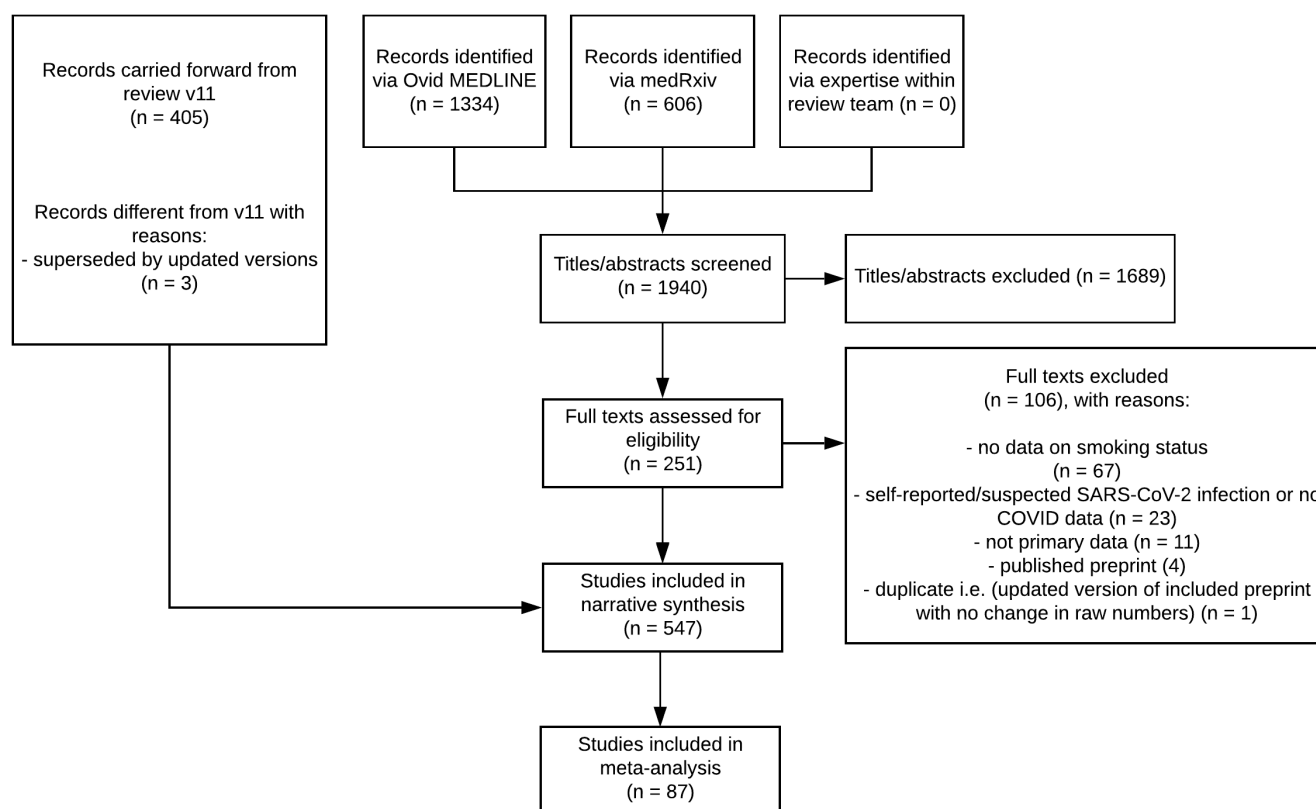 Records carried forward from
review v11
(n = 405)
Records different from v11 with
reasons:
- superseded by updated versions
(n = 3)
Records identified
via Ovid MEDLINE
(n = 1334)
Records identified
via medRxiv
(n = 606)
Records identified
via expertise within
review team (n = 0)
Titles/abstracts screened
(n = 1940)
Titles/abstracts excluded (n = 1689)
Full texts assessed for
eligibility
(n = 251)
Full texts excluded
(n = 106), with reasons:
- no data on smoking status
(n = 67)
- self-reported/suspected SARS-CoV-2 infection or no
COVID data (n = 23)
- not primary data (n = 11)
- published preprint (4)
- duplicate i.e. (updated version of included preprint
with no change in raw numbers) (n = 1)
Studies included in
narrative synthesis
(n = 547)
Studies included in
meta-analysis
(n = 87)